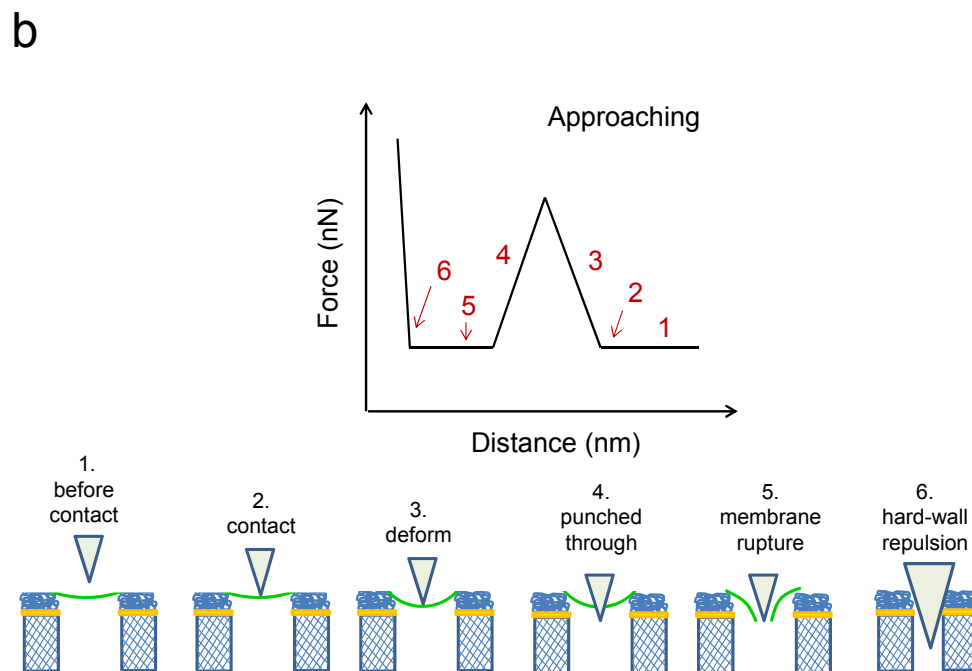 b
Approaching
Force (nN)
6
5
4
3
2
1
Distance (nm)
1.
before
contact
2.
contact
3.
deform
4.
punched
through
5.
membrane
rupture
6.
hard-wall
repulsion